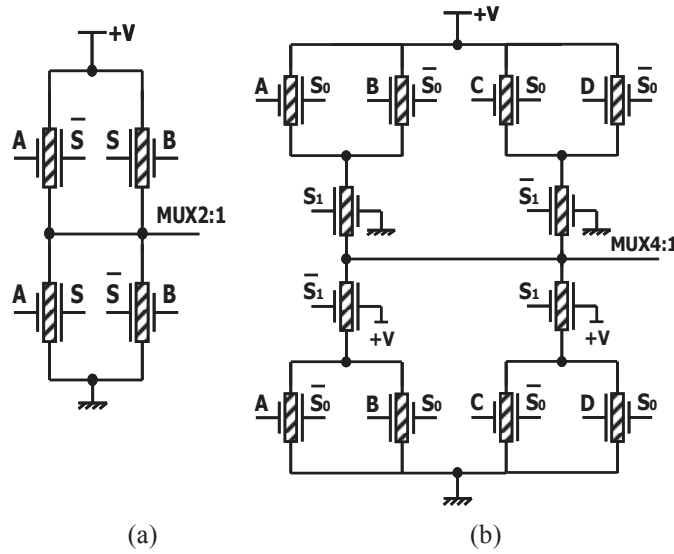 +V
+V
A S₀ B S̅₀ C S₀ D S̅₀
A S̅ S B
S₁ S̅₁
MUX2:1
MUX4:1
A S S̅ B
S̅₁ S₁
+V +V
A S̅₀ B S₀ C S̅₀ D S₀
(a) (b)